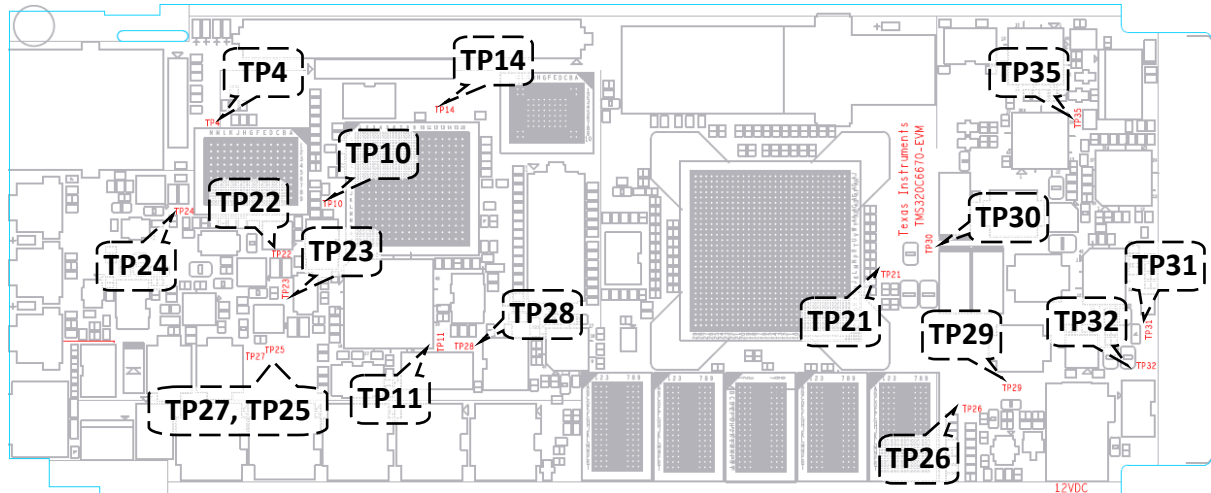 TP4
TP14
TP35
TP4
TP14
TP35
HGFEDCBA
NMLKJHGFEDCBA
TP10
TP22
TP10
TP24
TP30
Texas Instruments
TMS320C6670-EVM
TP30
TP22
TP23
TP24
TP23
TP31
TP21
TP28
TP21
TP32
TP29
TP31
TP11
TP28
TP27
TP25
TP32
TP27, TP25
TP11
TP29
TP26
TP26
12VDC